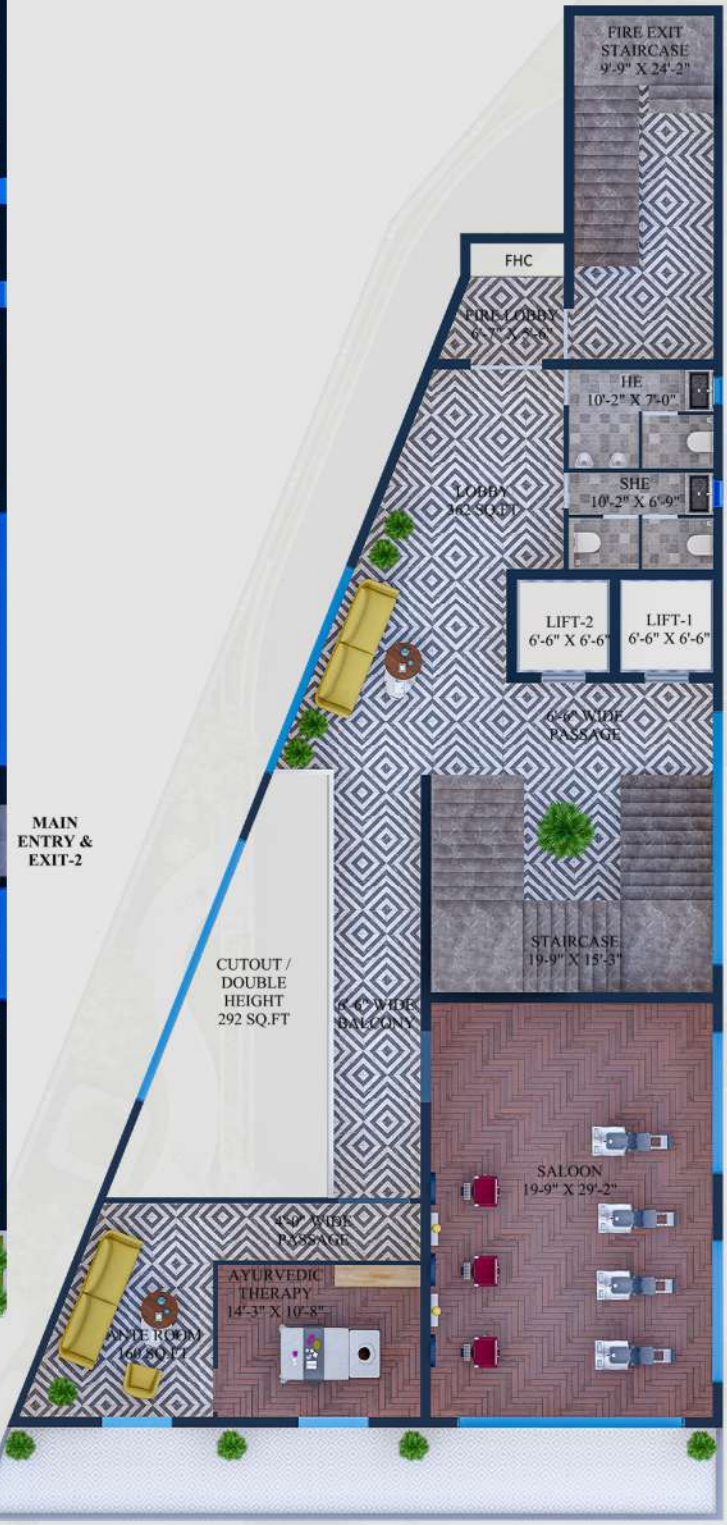 FIRE EXIT
STAIRCASE
9'-9" X 24'-2"
FHC
FIRE LOBBY
6'-7" X 5'-6"
HE
10'-2" X 7'-0"
LOBBY
362 SQ.FT
SHE
10'-2" X 6'-9"
LIFT-2
6'-6" X 6'-6"
LIFT-1
6'-6" X 6'-6"
6'-6" WIDE
PASSAGE
MAIN
ENTRY &
EXIT-2
STAIRCASE
19'-9" X 15'-3"
CUTOUT /
DOUBLE
HEIGHT
292 SQ.FT
6'-6" WIDE
BALCONY
SALOON
19'-9" X 29'-2"
4'-0" WIDE
PASSAGE
AYURVEDIC
THERAPY
14'-3" X 10'-8"
ANTE ROOM
160 SQ.FT